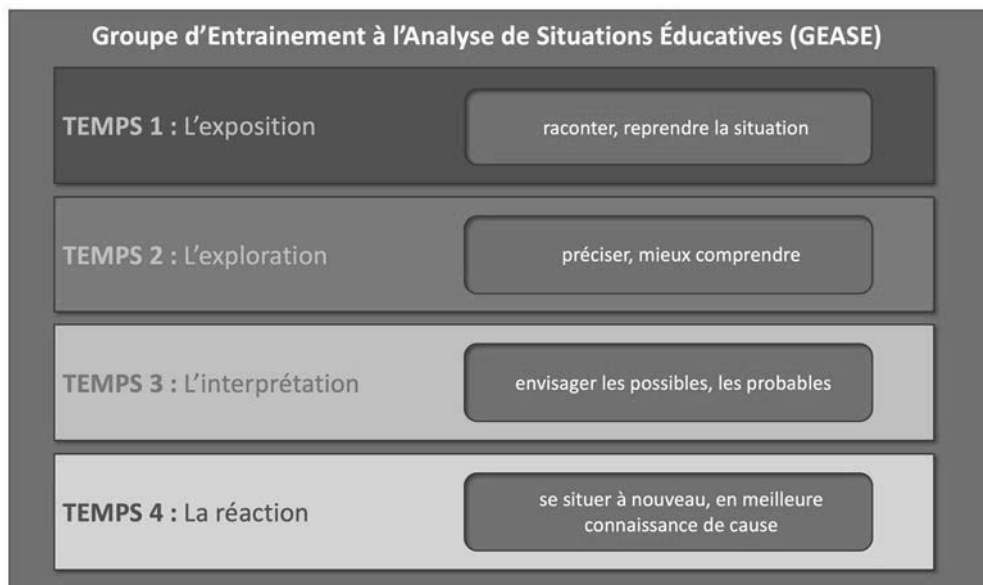 Groupe d’Entrainement à l’Analyse de Situations Éducatives (GEASE)
TEMPS 1 : L’exposition
raconter, reprendre la situation
TEMPS 2 : L’exploration
préciser, mieux comprendre
TEMPS 3 : L’interprétation
envisager les possibles, les probables
TEMPS 4 : La réaction
se situer à nouveau, en meilleure
connaissance de cause